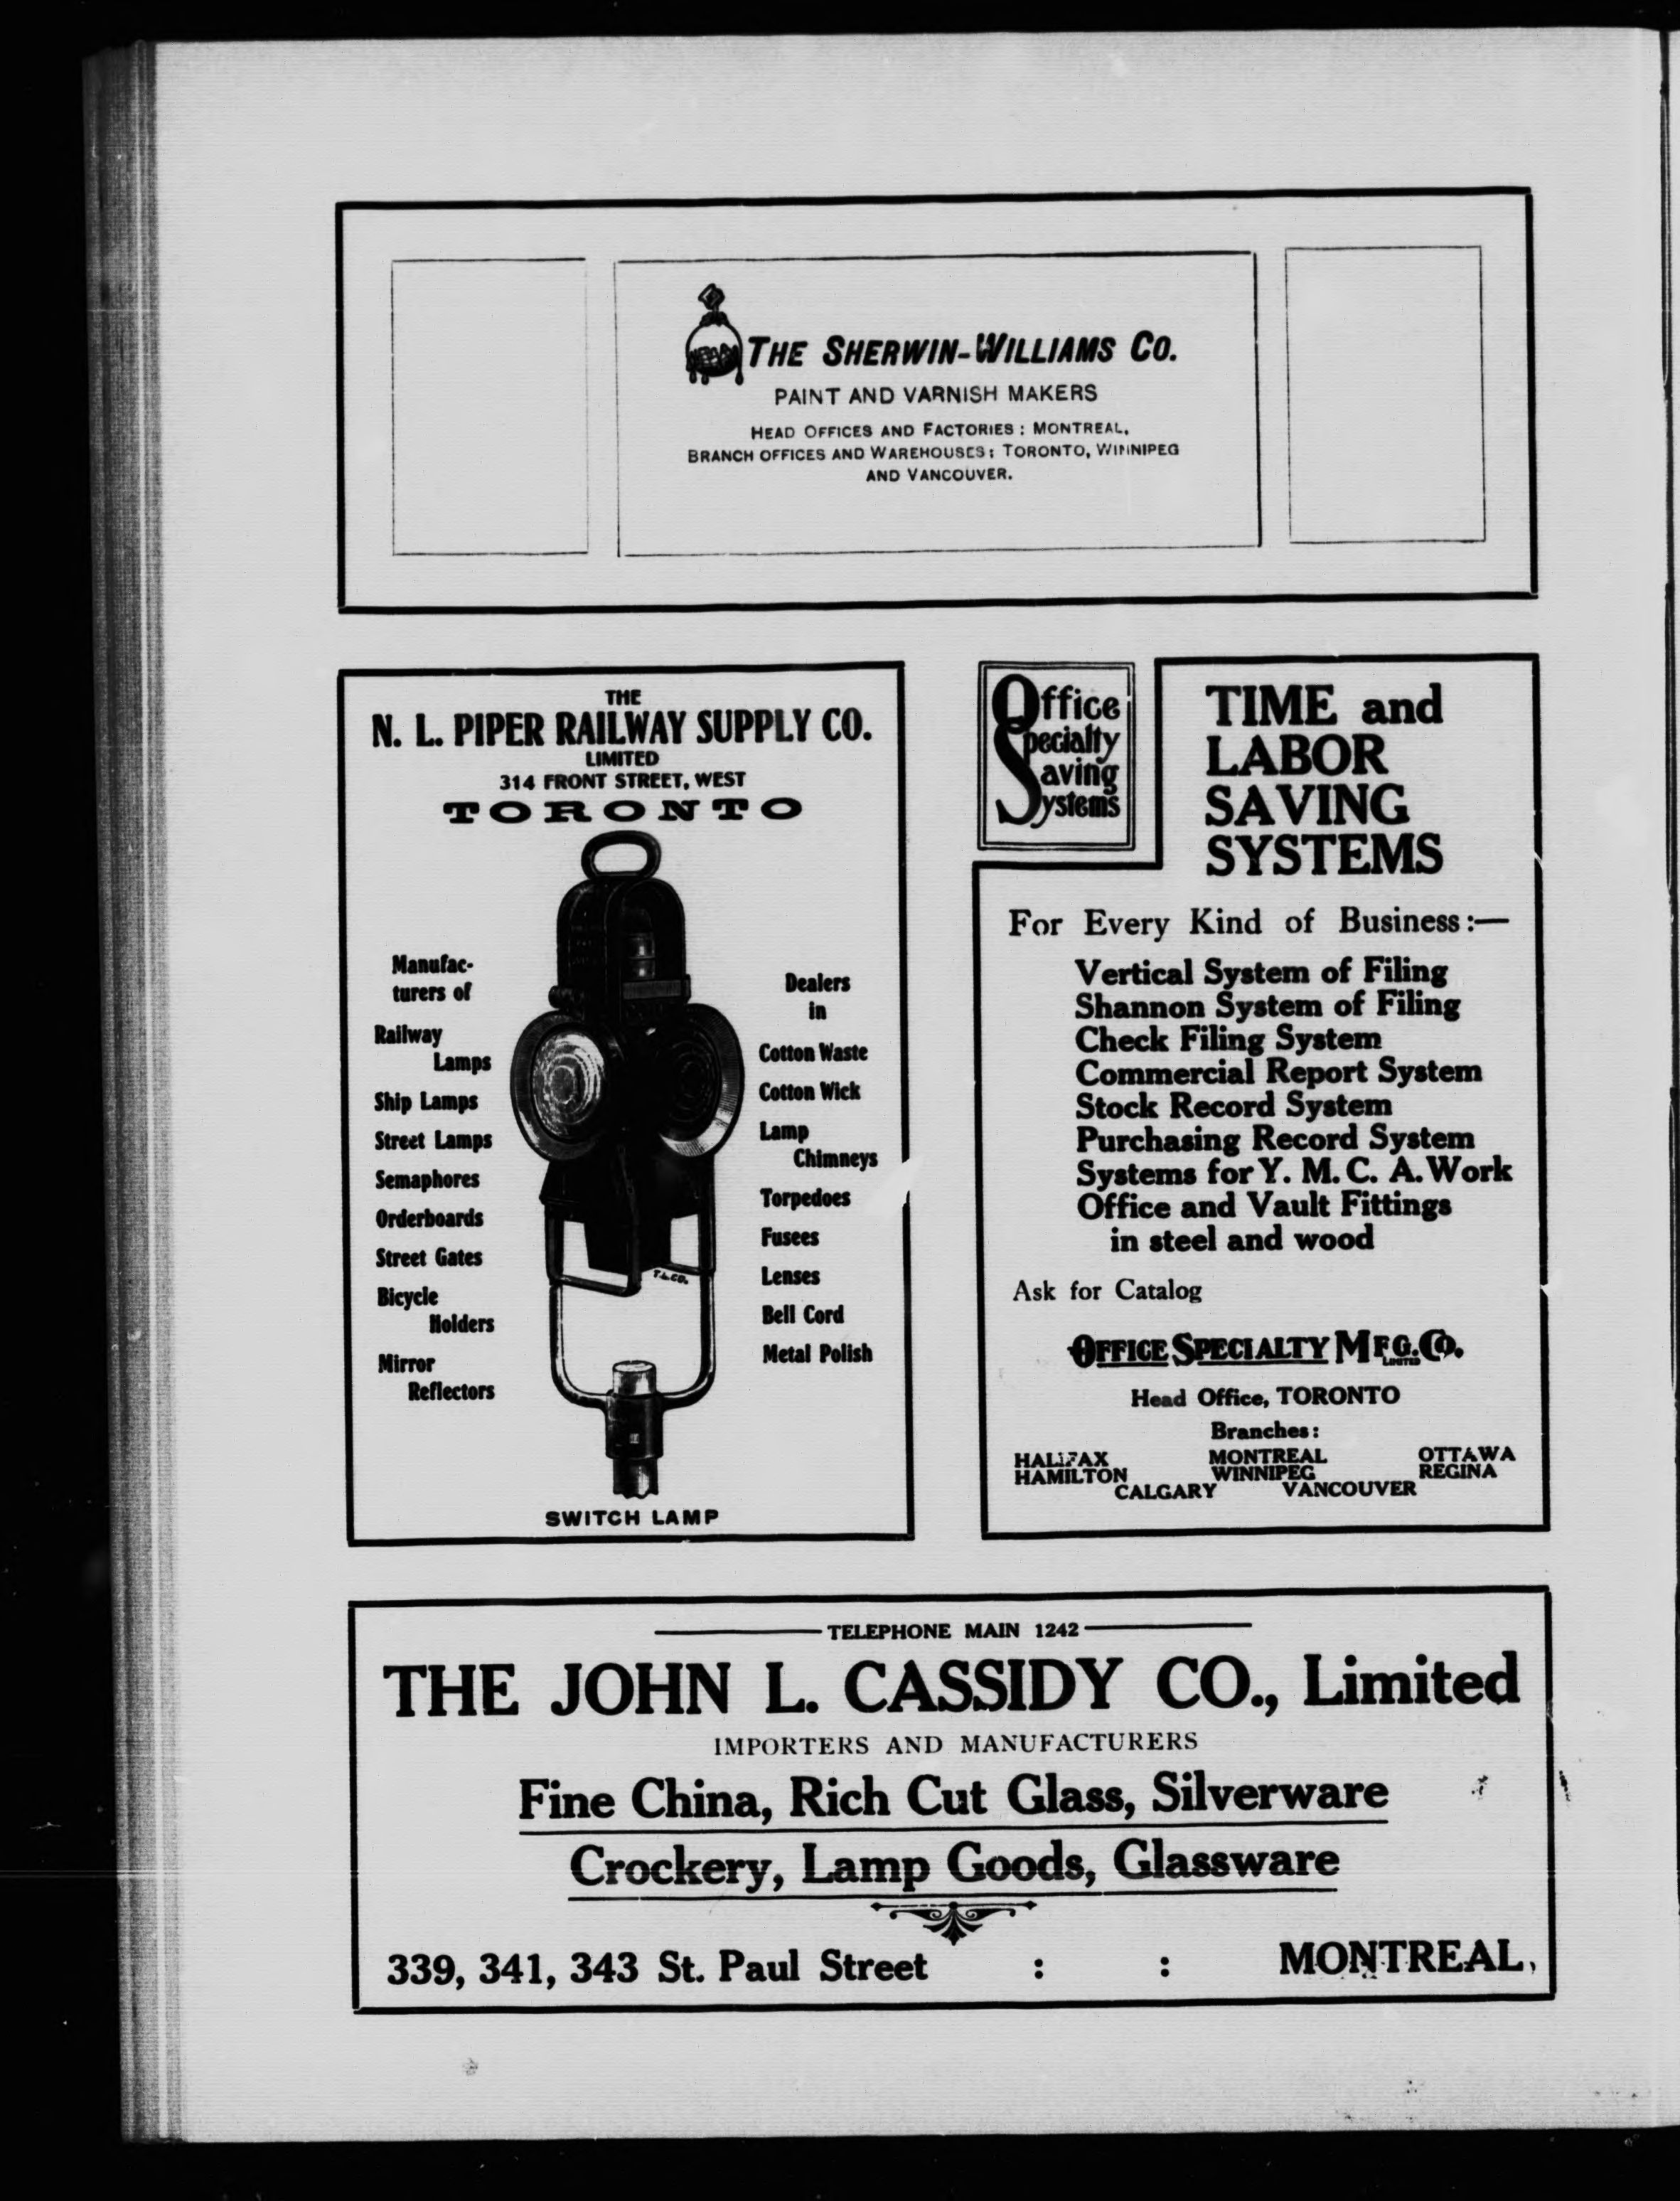 THE SHERWIN-WILLIAMS CO.
PAINT AND VARNISH MAKERS
HEAD OFFICES AND FACTORIES: MONTREAL.
BRANCH OFFICES AND WAREHOUSES: TORONTO, WINNIPEG
AND VANCOUVER.
THE
N. L. PIPER RAILWAY SUPPLY CO.
LIMITED
314 FRONT STREET, WEST
TORONTO
Manufac-
turers of
Railway
Lamps
Ship Lamps
Street Lamps
Semaphores
Orderboards
Street Gates
Bicycle
Holders
Mirror
Reflectors
Dealers
in
Cotton Waste
Cotton Wick
Lamp
Chimneys
Torpedoes
Fusees
Lenses
Bell Cord
Metal Polish
T.L.CO.
SWITCH LAMP
Office
Specialty
Saving
Systems
TIME and
LABOR
SAVING
SYSTEMS
For Every Kind of Business:—
Vertical System of Filing
Shannon System of Filing
Check Filing System
Commercial Report System
Stock Record System
Purchasing Record System
Systems for Y. M. C. A. Work
Office and Vault Fittings
in steel and wood
Ask for Catalog
OFFICE SPECIALTY MFG. CO.
LIMITED
Head Office, TORONTO
Branches:
HALIFAX MONTREAL OTTAWA
HAMILTON WINNIPEG REGINA
CALGARY VANCOUVER
TELEPHONE MAIN 1242
THE JOHN L. CASSIDY CO., Limited
IMPORTERS AND MANUFACTURERS
Fine China, Rich Cut Glass, Silverware
Crockery, Lamp Goods, Glassware
339, 341, 343 St. Paul Street : : MONTREAL,